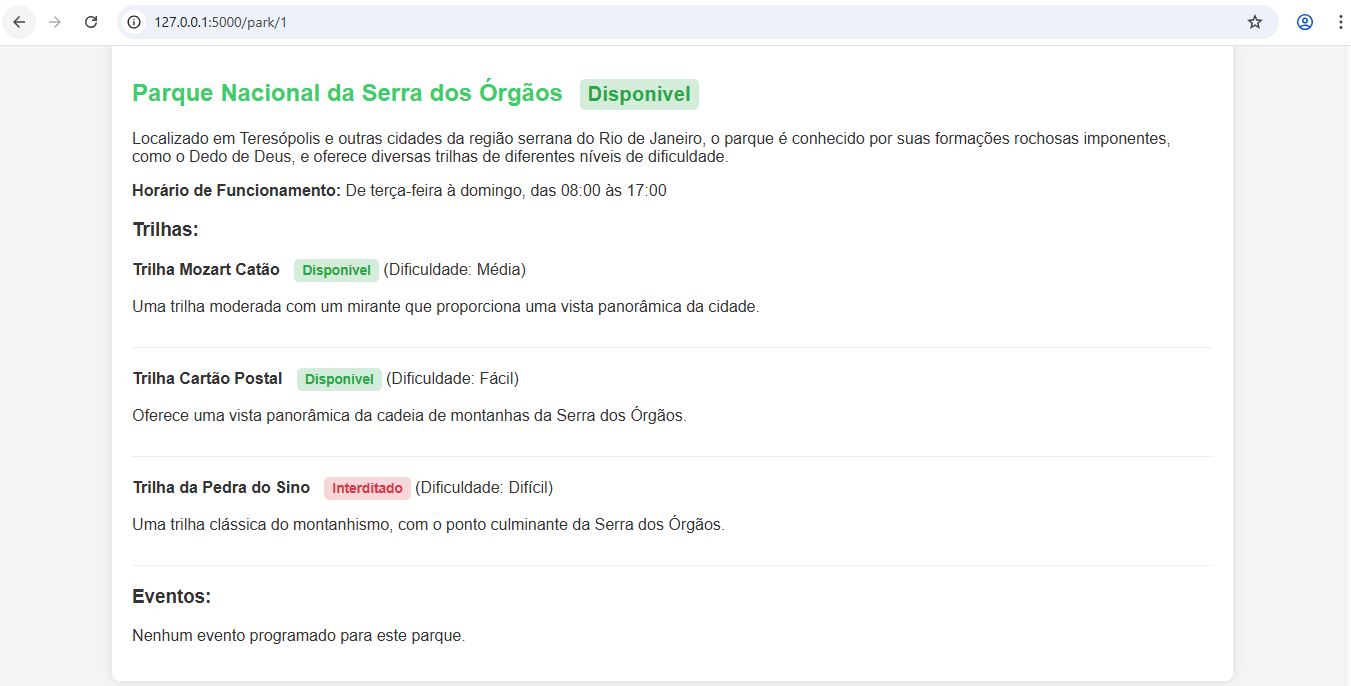 127.0.0.1:5000/park/1
Parque Nacional da Serra dos Órgãos Disponivel
Localizado em Teresópolis e outras cidades da região serrana do Rio de Janeiro, o parque é conhecido por suas formações rochosas imponentes,
como o Dedo de Deus, e oferece diversas trilhas de diferentes níveis de dificuldade.
Horário de Funcionamento: De terça-feira à domingo, das 08:00 às 17:00
Trilhas:
Trilha Mozart Catão Disponivel (Dificuldade: Média)
Uma trilha moderada com um mirante que proporciona uma vista panorâmica da cidade.
Trilha Cartão Postal Disponivel (Dificuldade: Fácil)
Oferece uma vista panorâmica da cadeia de montanhas da Serra dos Órgãos.
Trilha da Pedra do Sino Interditado (Dificuldade: Difícil)
Uma trilha clássica do montanhismo, com o ponto culminante da Serra dos Órgãos.
Eventos:
Nenhum evento programado para este parque.